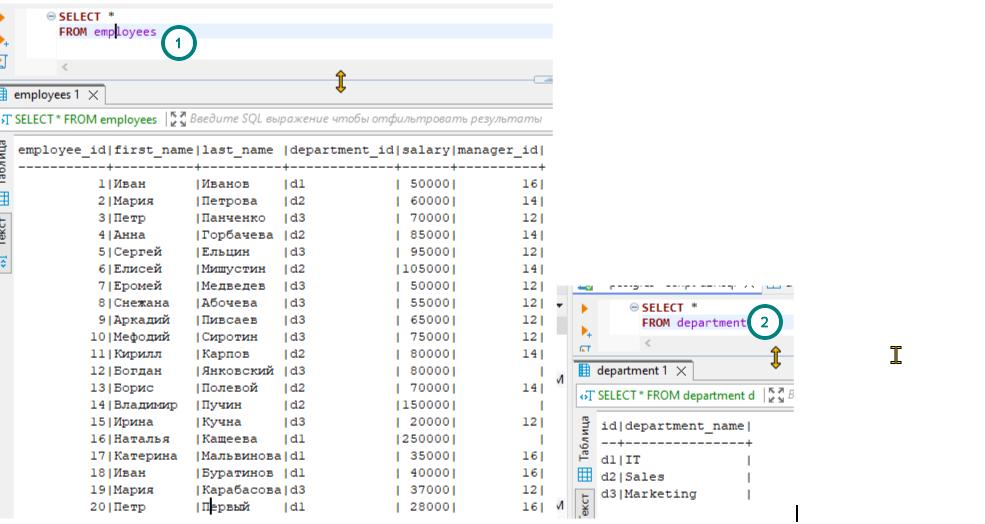 SELECT *
FROM employees
1
employees 1
SELECT * FROM employees
Введите SQL выражение чтобы отфильтровать результаты
Таблица
Текст
employee_id|first_name|last_name |department_id|salary|manager_id|
-----------+----------+----------+-------------+------+----------+
1|Иван |Иванов |d1 | 50000| 16|
2|Мария |Петрова |d2 | 60000| 14|
3|Петр |Панченко |d3 | 70000| 12|
4|Анна |Горбачева |d2 | 85000| 14|
5|Сергей |Ельцин |d3 | 95000| 12|
6|Елисей |Мишустин |d2 |105000| 14|
7|Еромей |Медведев |d3 | 50000| 12|
8|Снежана |Абочева |d3 | 55000| 12|
9|Аркадий |Пивсаев |d3 | 65000| 12|
10|Мефодий |Сиротин |d3 | 75000| 12|
11|Кирилл |Карпов |d2 | 80000| 14|
12|Богдан |Янковский |d3 | 80000| |
13|Борис |Полевой |d2 | 70000| 14|
14|Владимир |Пучин |d2 |150000| |
15|Ирина |Кучна |d3 | 20000| 12|
16|Наталья |Кащеева |d1 |250000| |
17|Катерина |Мальвинова|d1 | 35000| 16|
18|Иван |Буратинов |d1 | 40000| 16|
19|Мария |Карабасова|d3 | 37000| 12|
20|Петр |Первый |d1 | 28000| 16|
SELECT *
FROM department
2
department 1
SELECT * FROM department d
Таблица
id|department_name|
--+---------------+
d1|IT |
d2|Sales |
d3|Marketing |